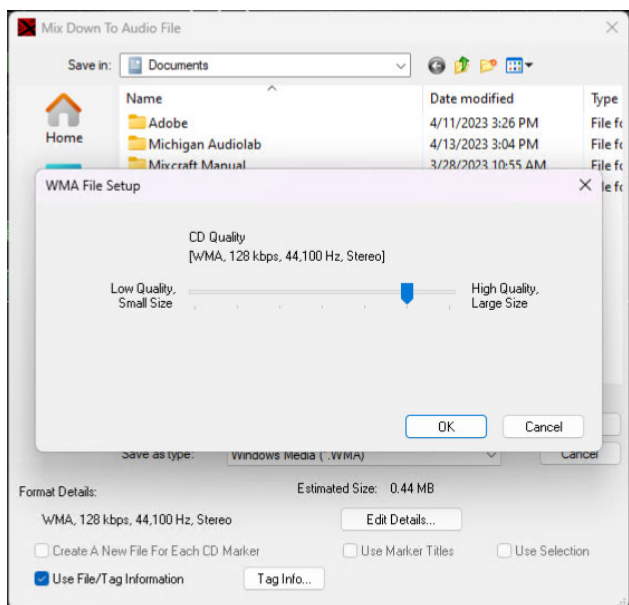 Mix Down To Audio File
Save in: Documents
Name Date modified Type
Home
Adobe 4/11/2023 3:26 PM File fo
Michigan Audiolab 4/13/2023 3:04 PM File fo
Mixcraft Manual 3/28/2023 10:55 AM File fo
WMA File Setup
le fo
CD Quality
[WMA, 128 kbps, 44,100 Hz, Stereo]
Low Quality,
Small Size
High Quality,
Large Size
OK Cancel
Save as type: Windows Media (*.WMA) Cancel
Format Details: Estimated Size: 0.44 MB
WMA, 128 kbps, 44,100 Hz, Stereo Edit Details...
Create A New File For Each CD Marker Use Marker Titles Use Selection
Use File/Tag Information Tag Info...